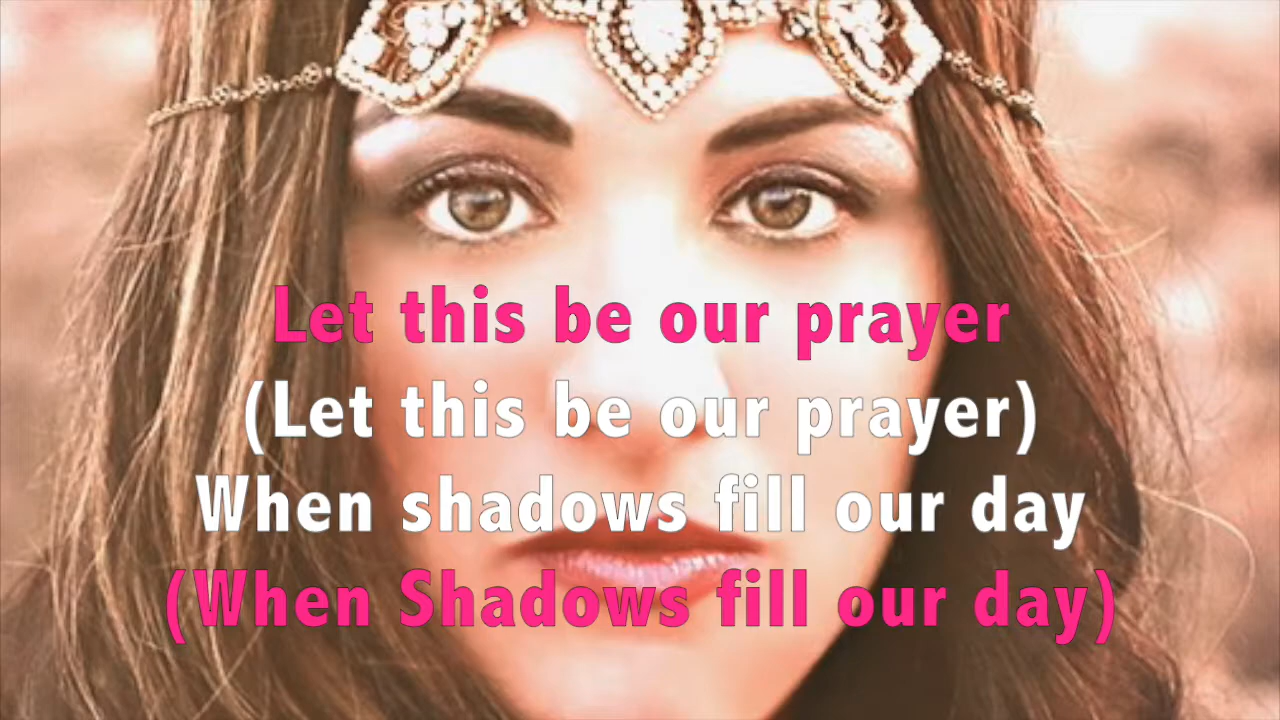 Let this be our prayer
(Let this be our prayer)
When shadows fill our day
(When Shadows fill our day)